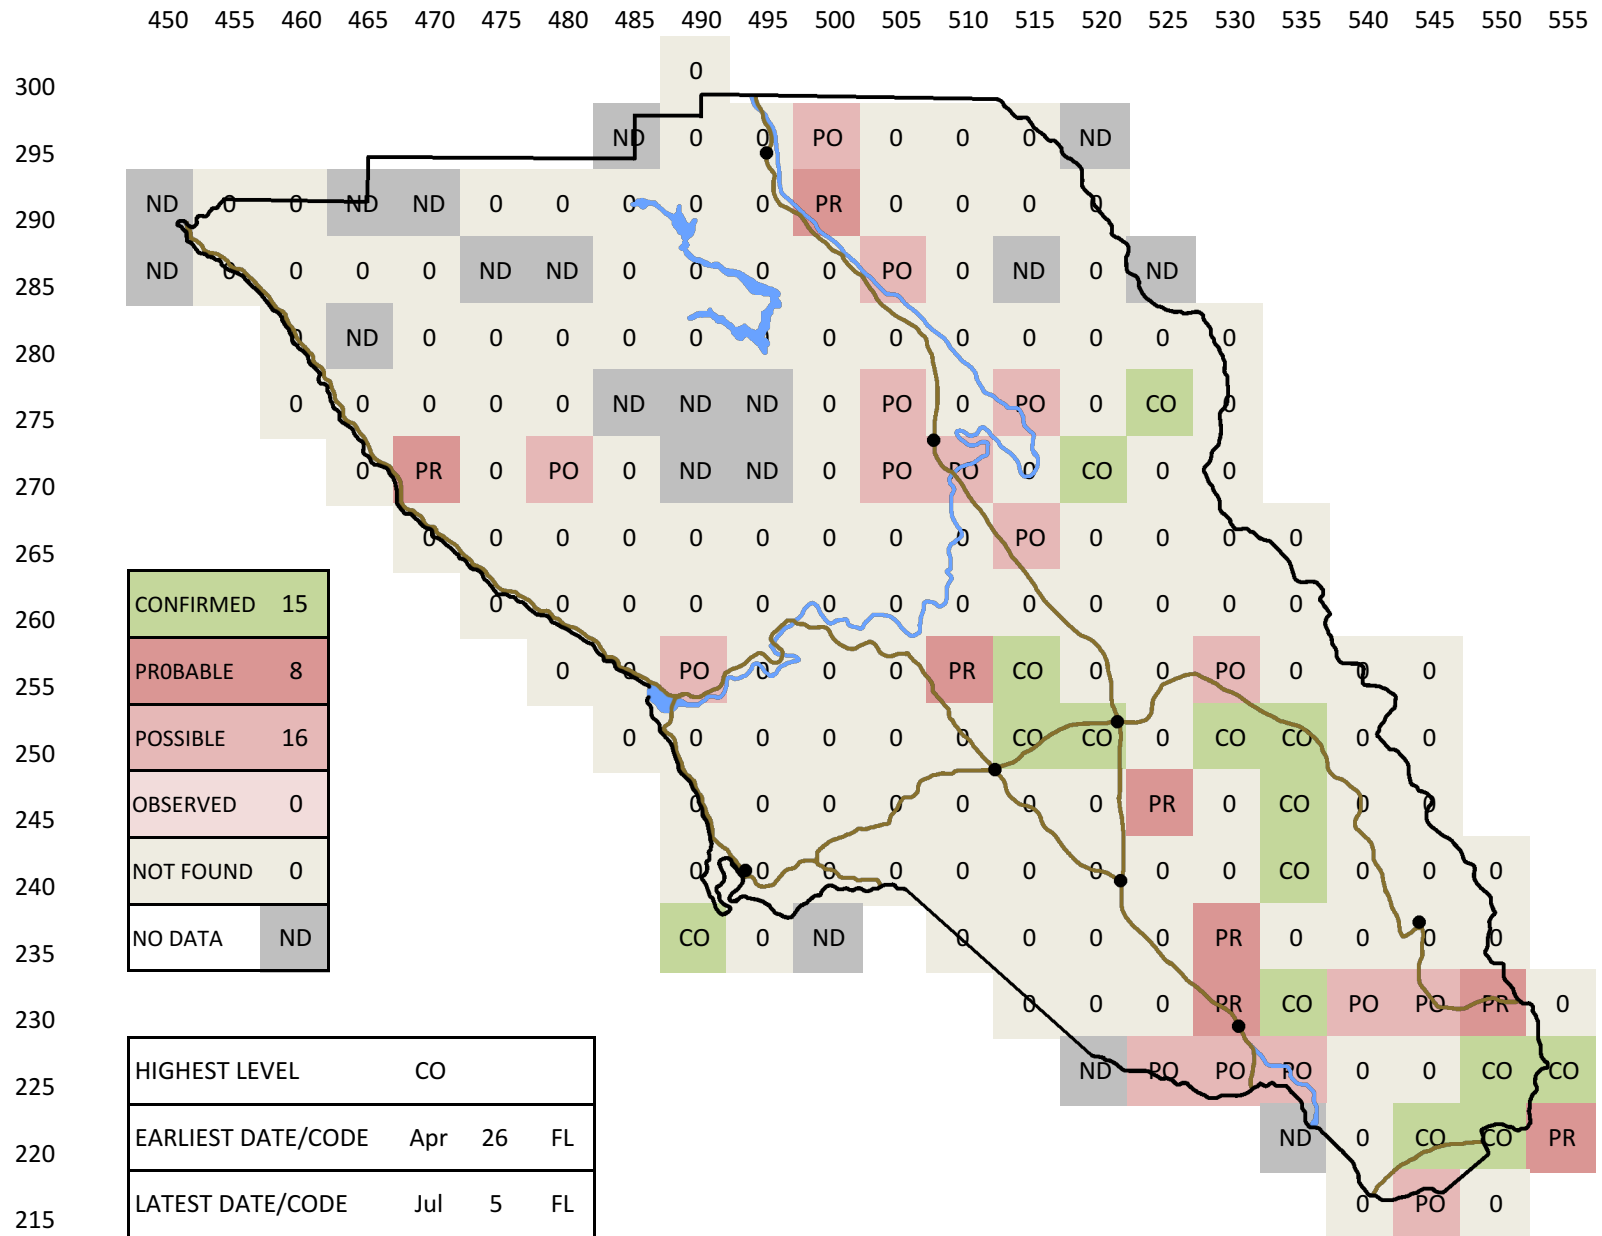 450 455 460 465 470 475 480 485 490 495 500 505 510 515 520 525 530 535 540 545 550 555
300 0
295 ND 0 0 PO 0 0 0 ND
290 ND 0 0 ND ND 0 0 0 0 0 PR 0 0 0 0
285 ND 0 0 0 0 ND ND 0 0 0 0 PO 0 ND 0 ND
280 0 ND 0 0 0 0 0 0 0 0 0 0 0 0 0
275 0 0 0 0 0 ND ND ND 0 PO 0 PO 0 CO 0
270 0 PR 0 PO 0 ND ND 0 PO PO 0 CO 0 0
265 0 0 0 0 0 0 0 0 0 PO 0 0 0 0
260 0 0 0 0 0 0 0 0 0 0 0 0 0
255 0 0 PO 0 0 0 PR CO 0 0 PO 0 0 0
250 0 0 0 0 0 0 CO CO 0 CO CO 0 0
245 0 0 0 0 0 0 0 PR 0 CO 0 0
240 0 0 0 0 0 0 0 0 0 CO 0 0 0
235 CO 0 ND 0 0 0 0 PR 0 0 0 0
230 0 0 0 PR CO PO PO PR 0
225 ND PO PO PO 0 0 CO CO
220 ND 0 CO CO PR
215 0 PO 0
CONFIRMED 15
PR0BABLE 8
POSSIBLE 16
OBSERVED 0
NOT FOUND 0
NO DATA ND
HIGHEST LEVEL CO
EARLIEST DATE/CODE Apr 26 FL
LATEST DATE/CODE Jul 5 FL